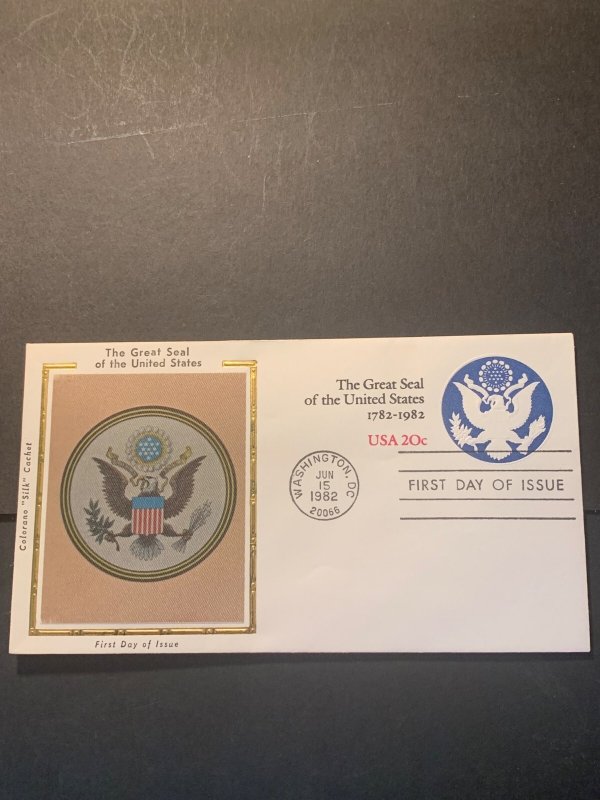 The Great Seal
of the United States
Colorano "Silk" Cachet
First Day of Issue
The Great Seal
of the United States
1782-1982
USA 20c
WASHINGTON, DC
JUN
15
1982
20066
FIRST DAY OF ISSUE